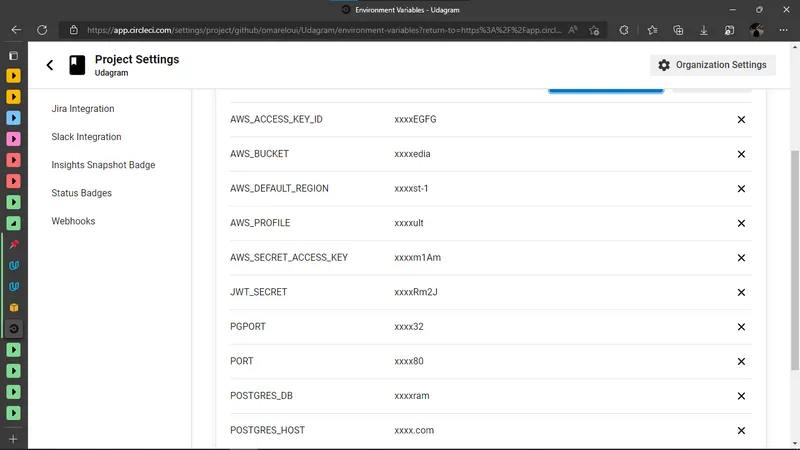 Environment Variables - Udagram
https://app.circleci.com/settings/project/github/omareloui/Udagram/environment-variables?return-to=https%3A%2F%2Fapp.circl...
Project Settings
Udagram
Organization Settings
Jira Integration
Slack Integration
Insights Snapshot Badge
Status Badges
Webhooks
AWS_ACCESS_KEY_ID xxxxEGFG
AWS_BUCKET xxxxedia
AWS_DEFAULT_REGION xxxxst-1
AWS_PROFILE xxxxult
AWS_SECRET_ACCESS_KEY xxxxm1Am
JWT_SECRET xxxxRm2J
PGPORT xxxx32
PORT xxxx80
POSTGRES_DB xxxxram
POSTGRES_HOST xxxx.com